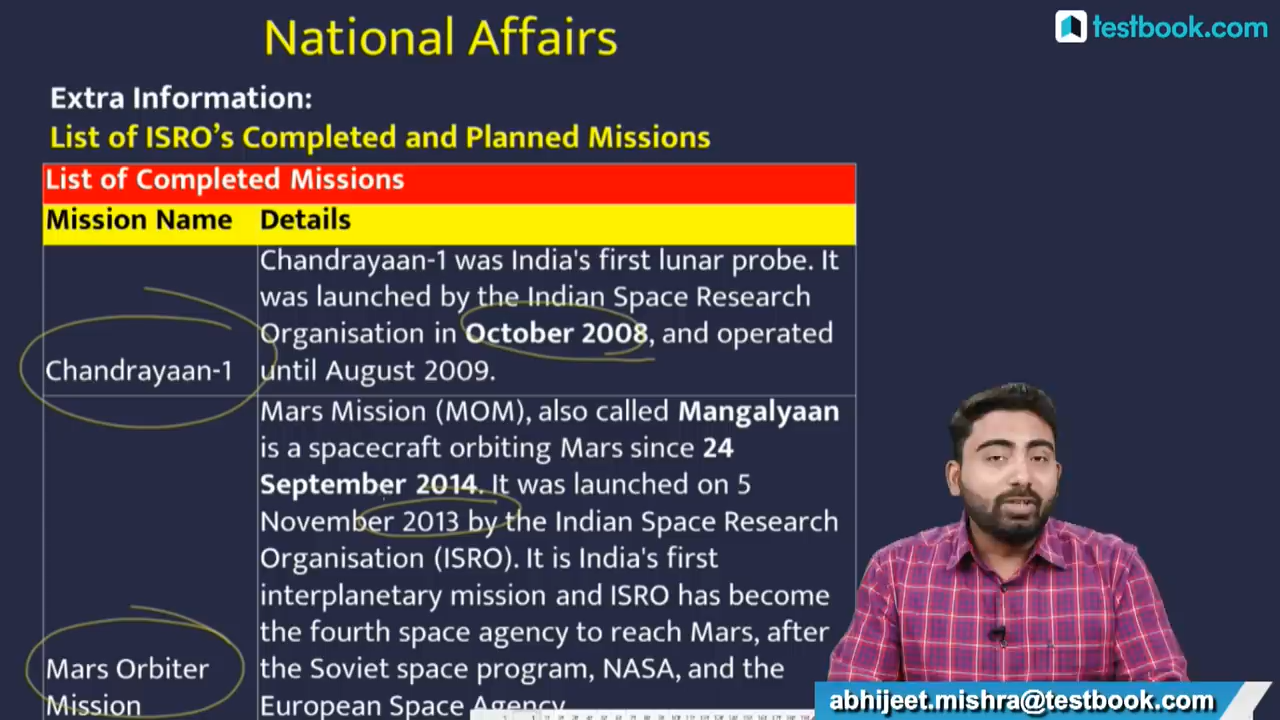 National Affairs
testbook.com
Extra Information:
List of ISRO's Completed and Planned Missions
List of Completed Missions
Mission Name Details
Chandrayaan-1
Chandrayaan-1 was India's first lunar probe. It
was launched by the Indian Space Research
Organisation in October 2008, and operated
until August 2009.
Mars Orbiter
Mission
Mars Mission (MOM), also called Mangalyaan
is a spacecraft orbiting Mars since 24
September 2014. It was launched on 5
November 2013 by the Indian Space Research
Organisation (ISRO). It is India's first
interplanetary mission and ISRO has become
the fourth space agency to reach Mars, after
the Soviet space program, NASA, and the
European Space Agency
abhijeet.mishra@testbook.com